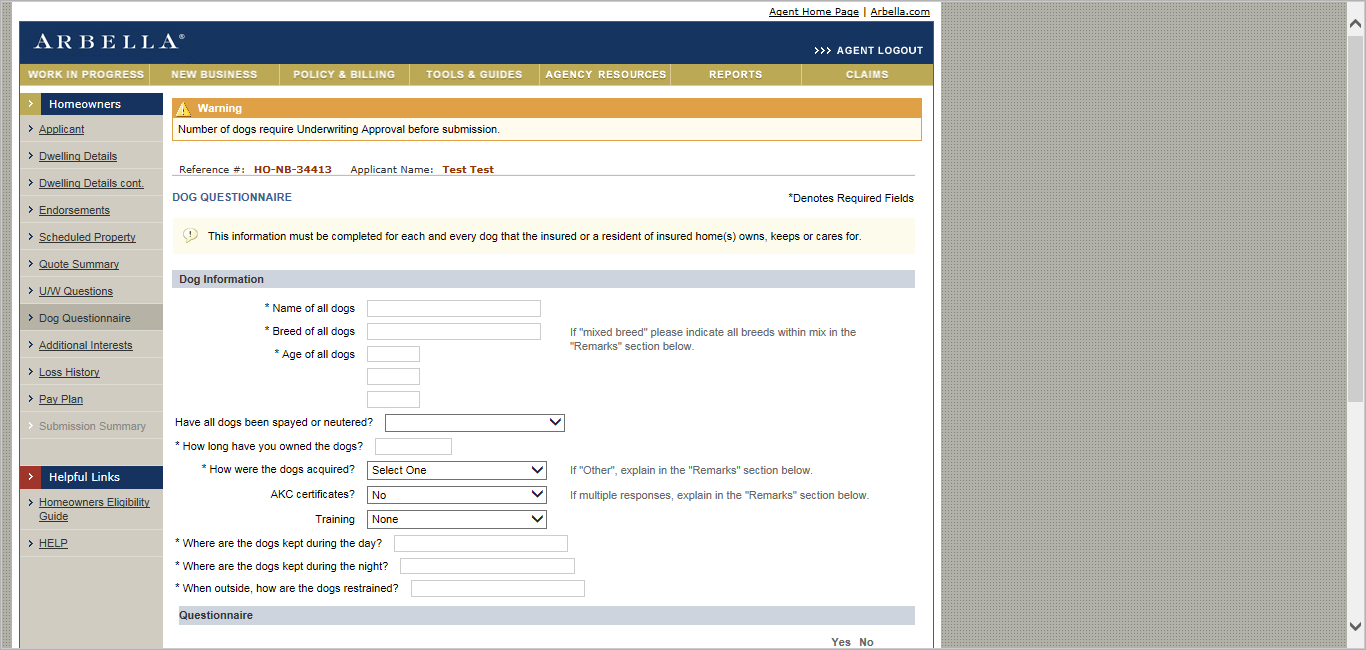 Agent Home Page | Arbella.com
ARBELLA®
>>> AGENT LOGOUT
WORK IN PROGRESS NEW BUSINESS POLICY & BILLING TOOLS & GUIDES AGENCY RESOURCES REPORTS CLAIMS
Homeowners
Applicant
Dwelling Details
Dwelling Details cont.
Endorsements
Scheduled Property
Quote Summary
U/W Questions
Dog Questionnaire
Additional Interests
Loss History
Pay Plan
Submission Summary
Helpful Links
Homeowners Eligibility
Guide
HELP
Warning
Number of dogs require Underwriting Approval before submission.
Reference #: HO-NB-34413 Applicant Name: Test Test
DOG QUESTIONNAIRE *Denotes Required Fields
This information must be completed for each and every dog that the insured or a resident of insured home(s) owns, keeps or cares for.
Dog Information
* Name of all dogs
* Breed of all dogs If "mixed breed" please indicate all breeds within mix in the
"Remarks" section below.
* Age of all dogs
Have all dogs been spayed or neutered?
* How long have you owned the dogs?
* How were the dogs acquired? Select One If "Other", explain in the "Remarks" section below.
AKC certificates? No If multiple responses, explain in the "Remarks" section below.
Training None
* Where are the dogs kept during the day?
* Where are the dogs kept during the night?
* When outside, how are the dogs restrained?
Questionnaire
Yes No